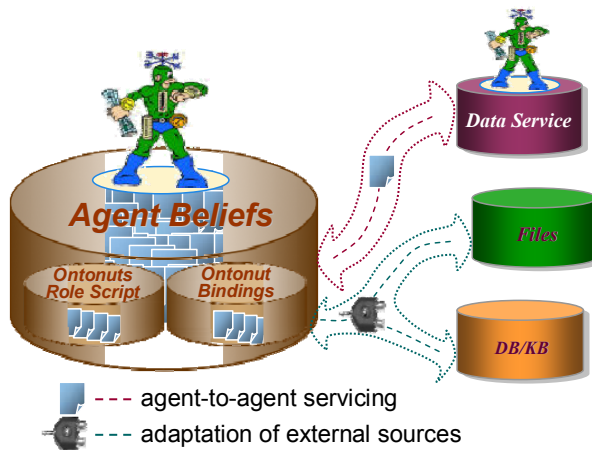 Data Service
Agent Beliefs
Files
Ontonuts
Role Script
Ontonut
Bindings
DB/KB
agent-to-agent servicing
adaptation of external sources